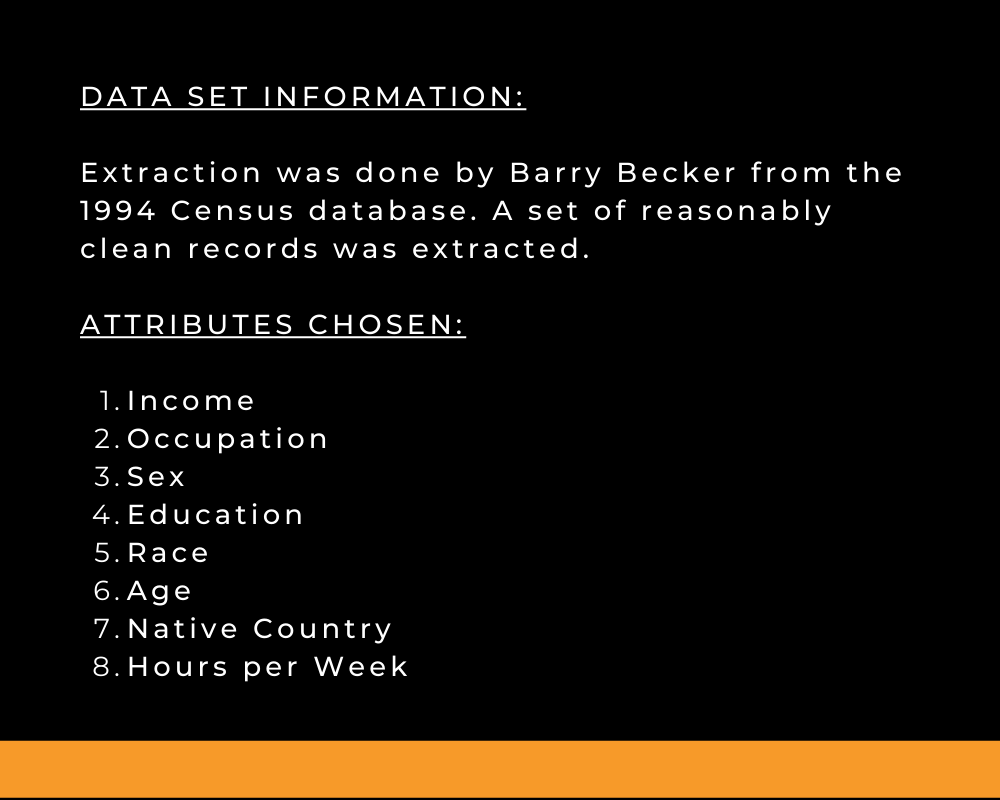 DATA SET INFORMATION:
Extraction was done by Barry Becker from the
1994 Census database. A set of reasonably
clean records was extracted.
ATTRIBUTES CHOSEN:
1. Income
2. Occupation
3. Sex
4. Education
5. Race
6. Age
7. Native Country
8. Hours per Week